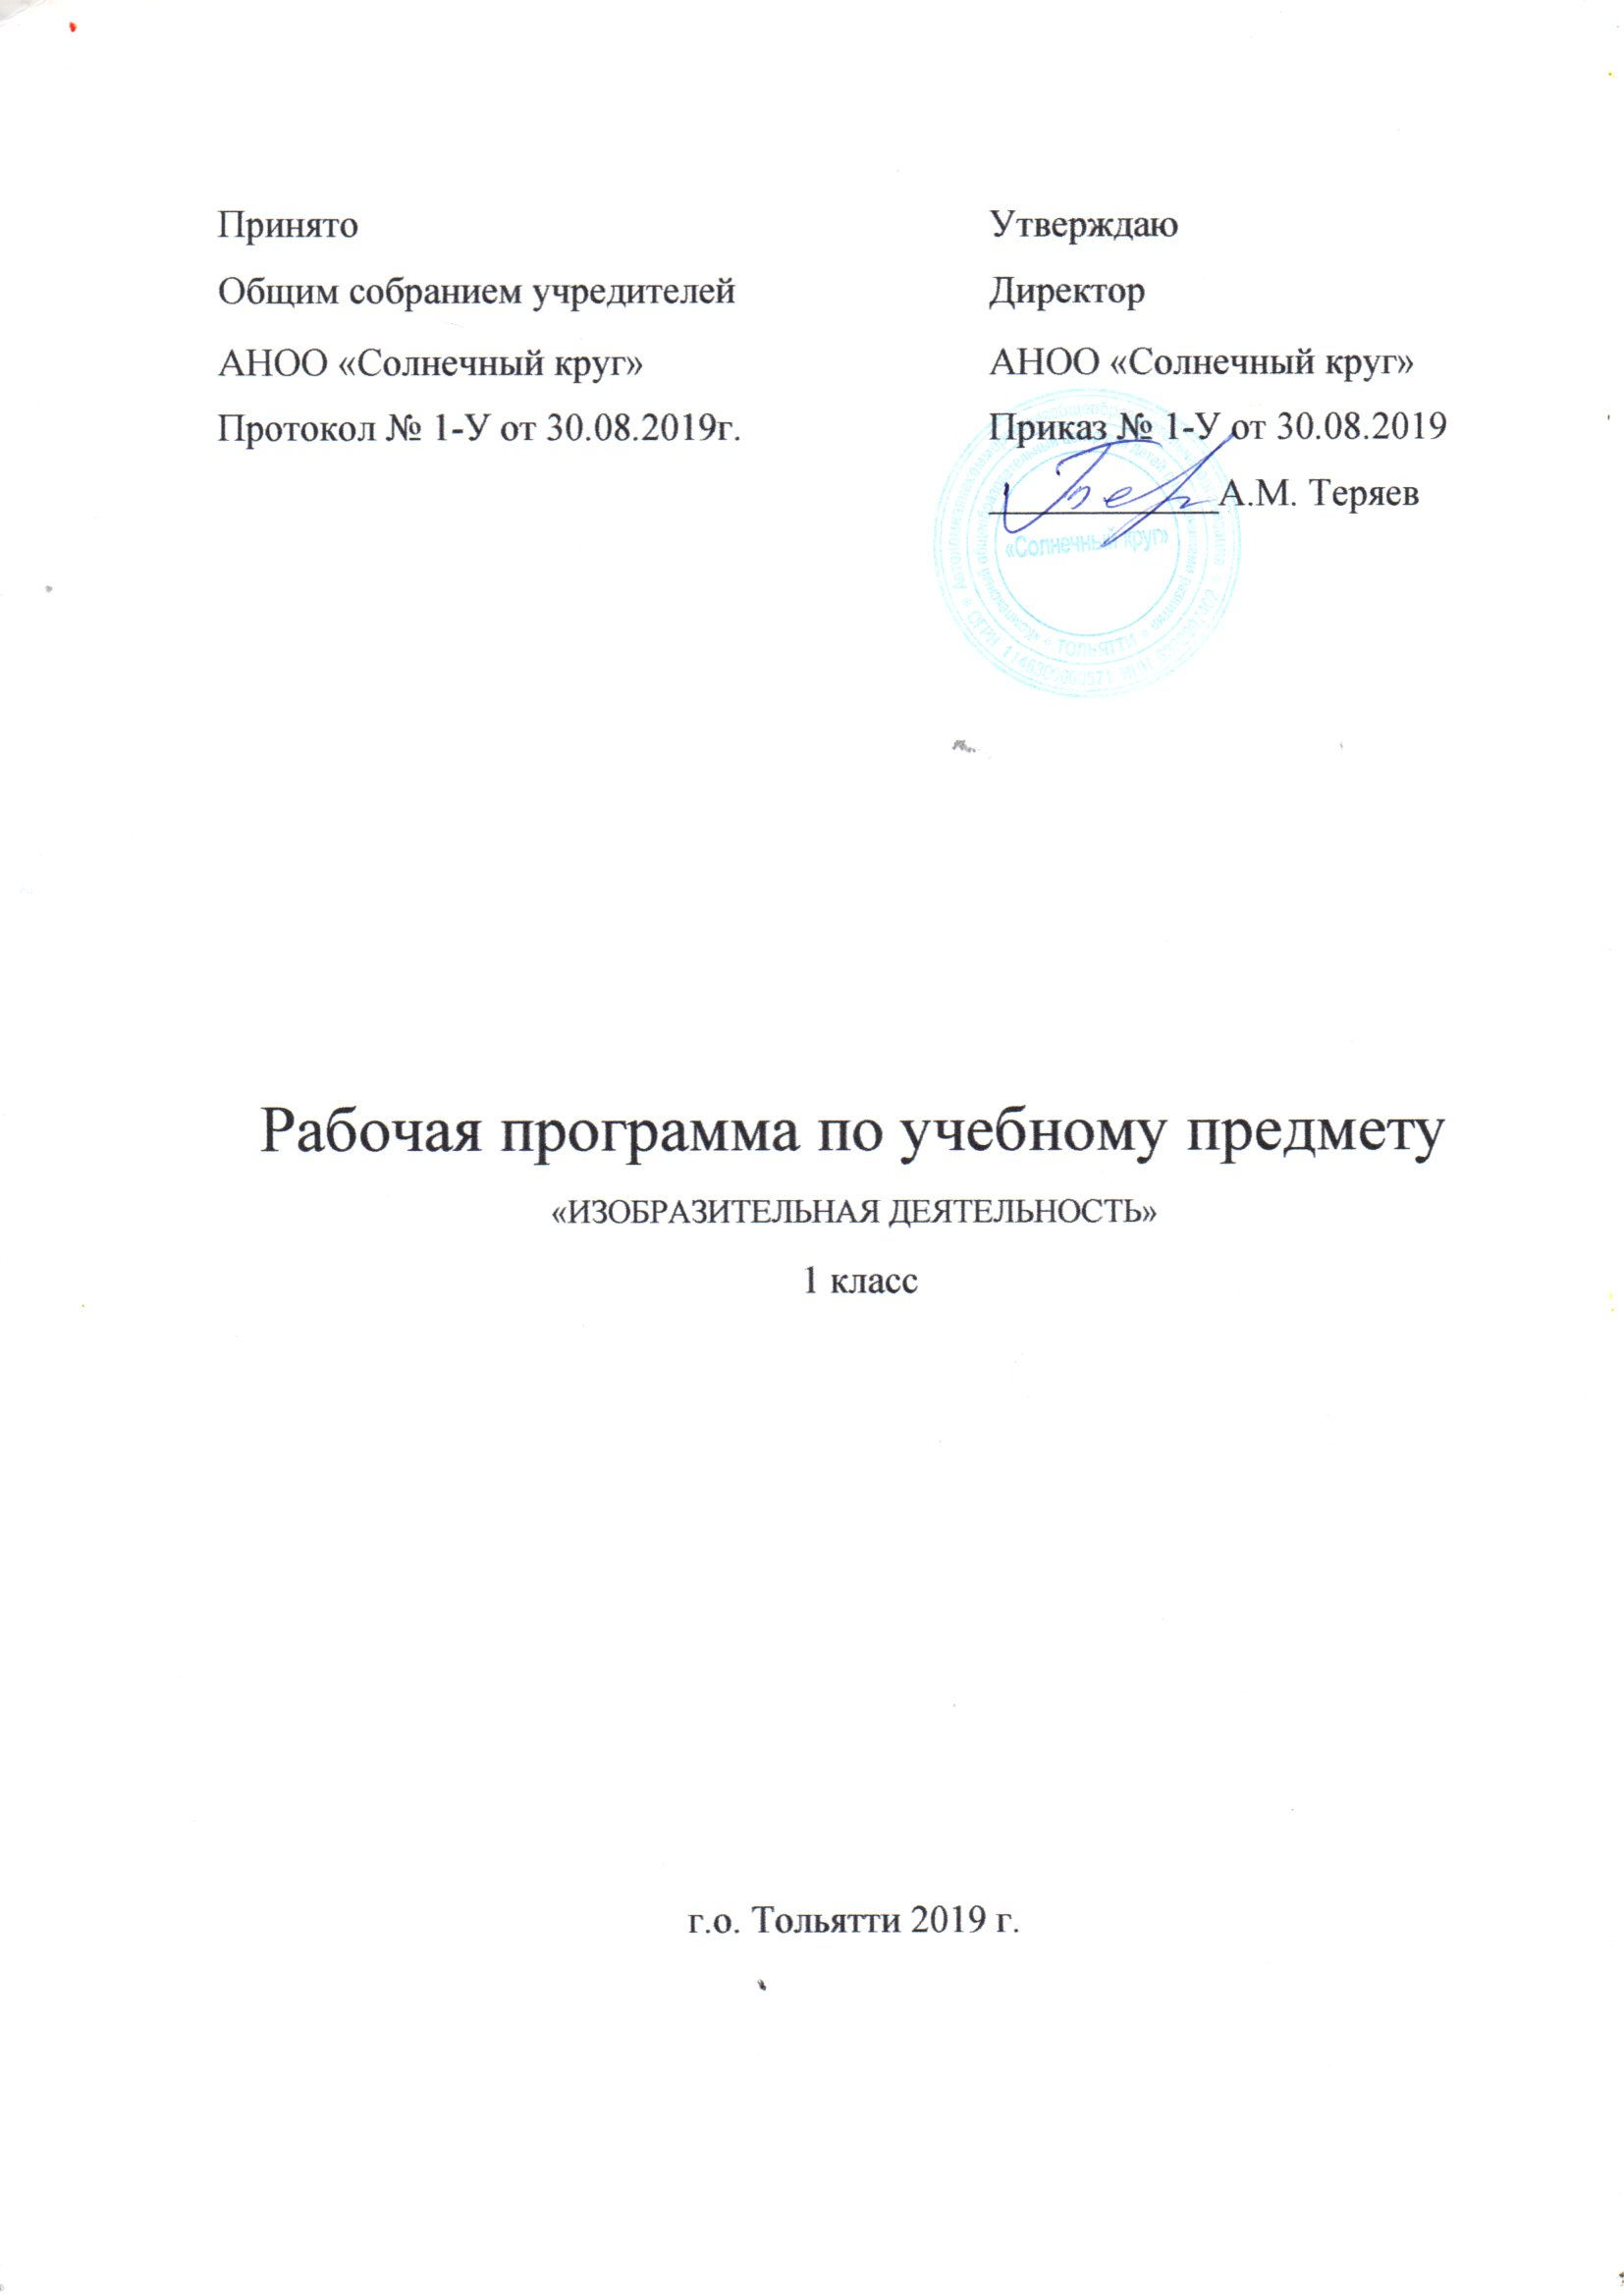 Принято
Общим собранием учредителей
АНОО «Солнечный круг»
Протокол № 1-У от 30.08.2019г.
Утверждаю
Директор
АНОО «Солнечный круг»
Приказ № 1-У от 30.08.2019
А.М. Теряев
«Солнечный круг»
ТОЛЬЯТТИ
ОГРН
Рабочая программа по учебному предмету
«ИЗОБРАЗИТЕЛЬНАЯ ДЕЯТЕЛЬНОСТЬ»
1 класс
г.о. Тольятти 2019 г.